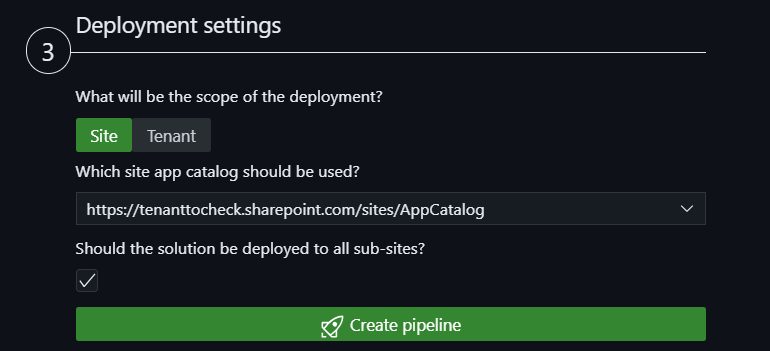 Deployment settings
3
What will be the scope of the deployment?
Site Tenant
Which site app catalog should be used?
https://tenanttocheck.sharepoint.com/sites/AppCatalog
Should the solution be deployed to all sub-sites?
Create pipeline